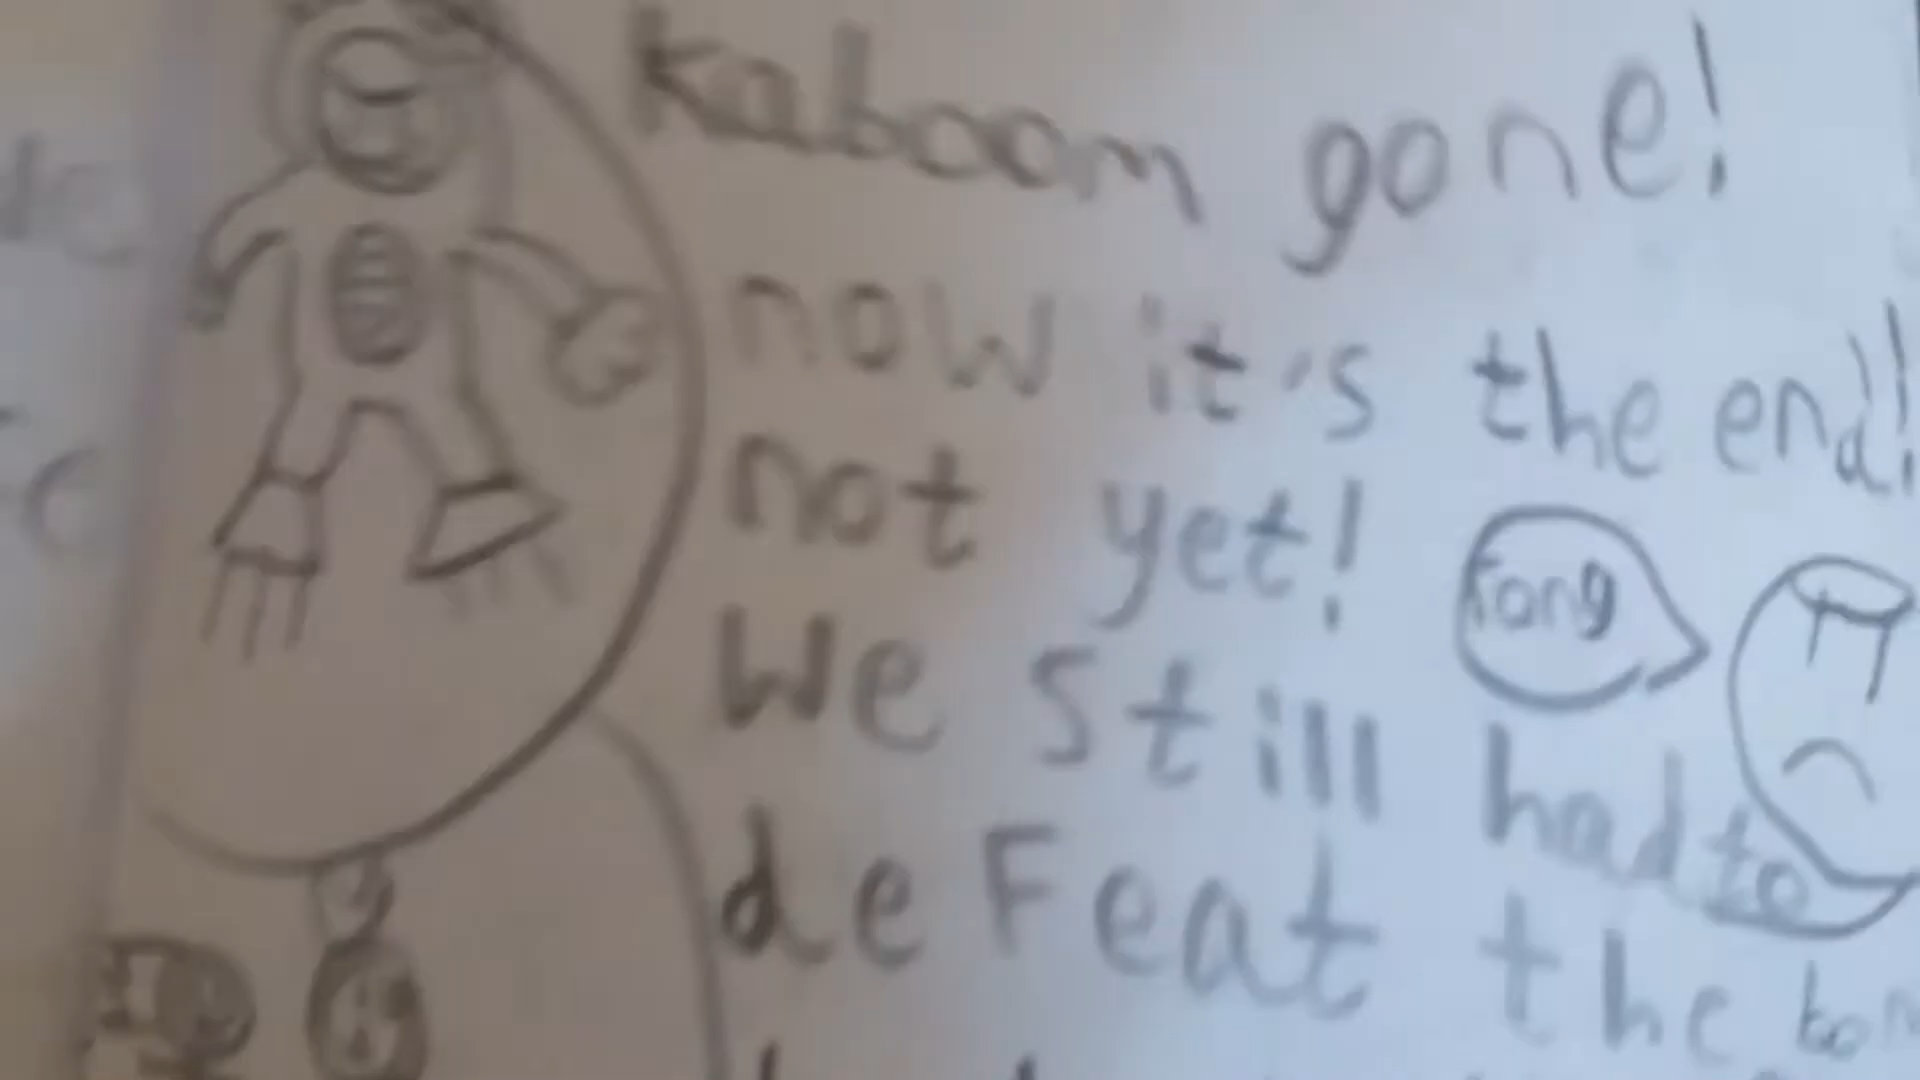 kaboom gone!
now it's the end!!
not yet!
Fang
We still had to
deFeat the